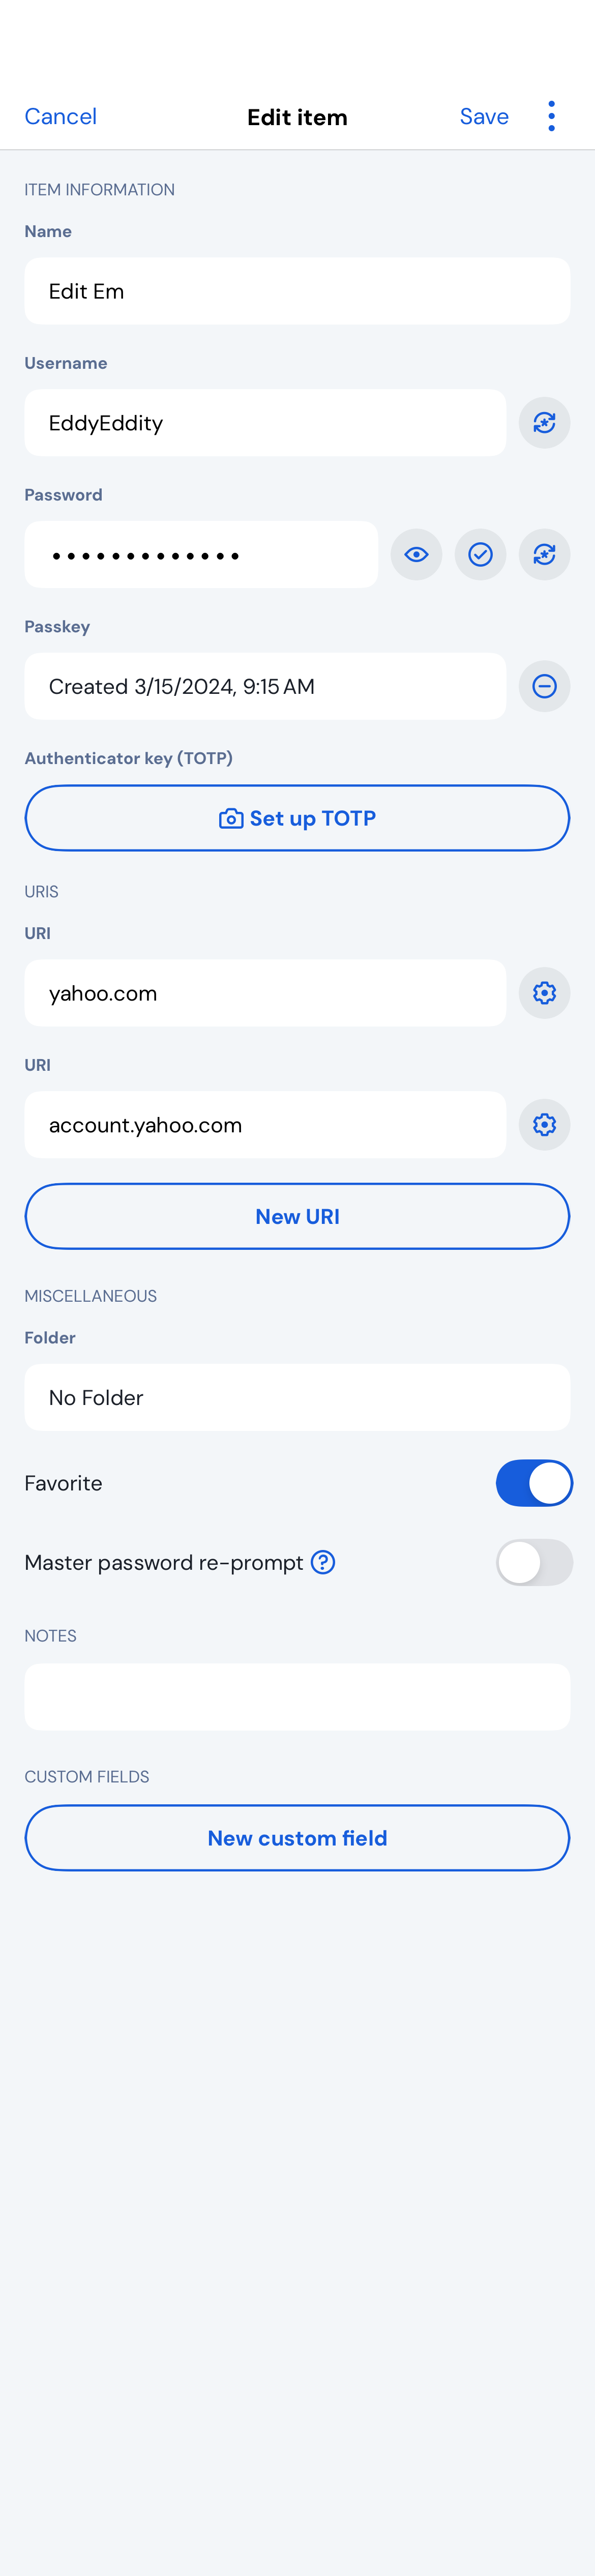 Cancel
Edit item
Save
ITEM INFORMATION
Name
Edit Em
Username
EddyEddity
Password
•••••••••••••
Passkey
Created 3/15/2024, 9:15 AM
Authenticator key (TOTP)
Set up TOTP
URIS
URI
yahoo.com
URI
account.yahoo.com
New URI
MISCELLANEOUS
Folder
No Folder
Favorite
Master password re-prompt
NOTES
CUSTOM FIELDS
New custom field